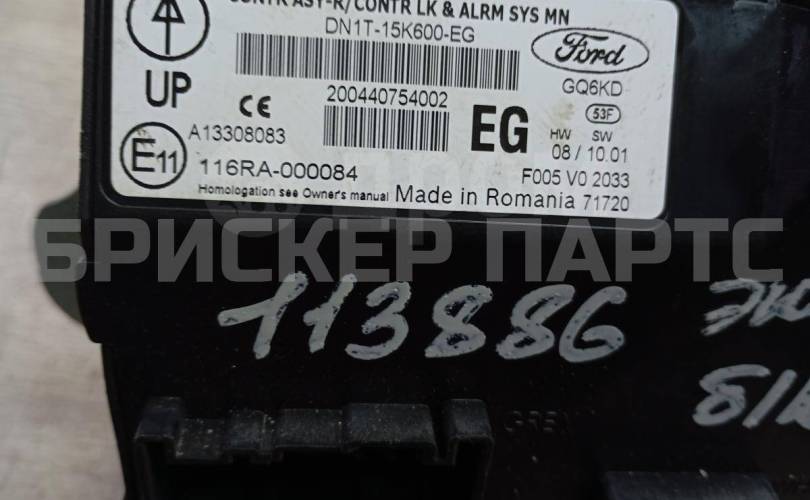 CONTR ASY-R/CONTR LK & ALRM SYS MN
DN1T-15K600-EG
Ford
GQ6KD
UP
CE
200440754002
EG
53F
HW SW
08 / 10.01
A13308083
E11
116RA-000084
F005 V0 2033
Homologation see Owner's manual Made in Romania 71720
БРИСКЕР ПАРТС
113886